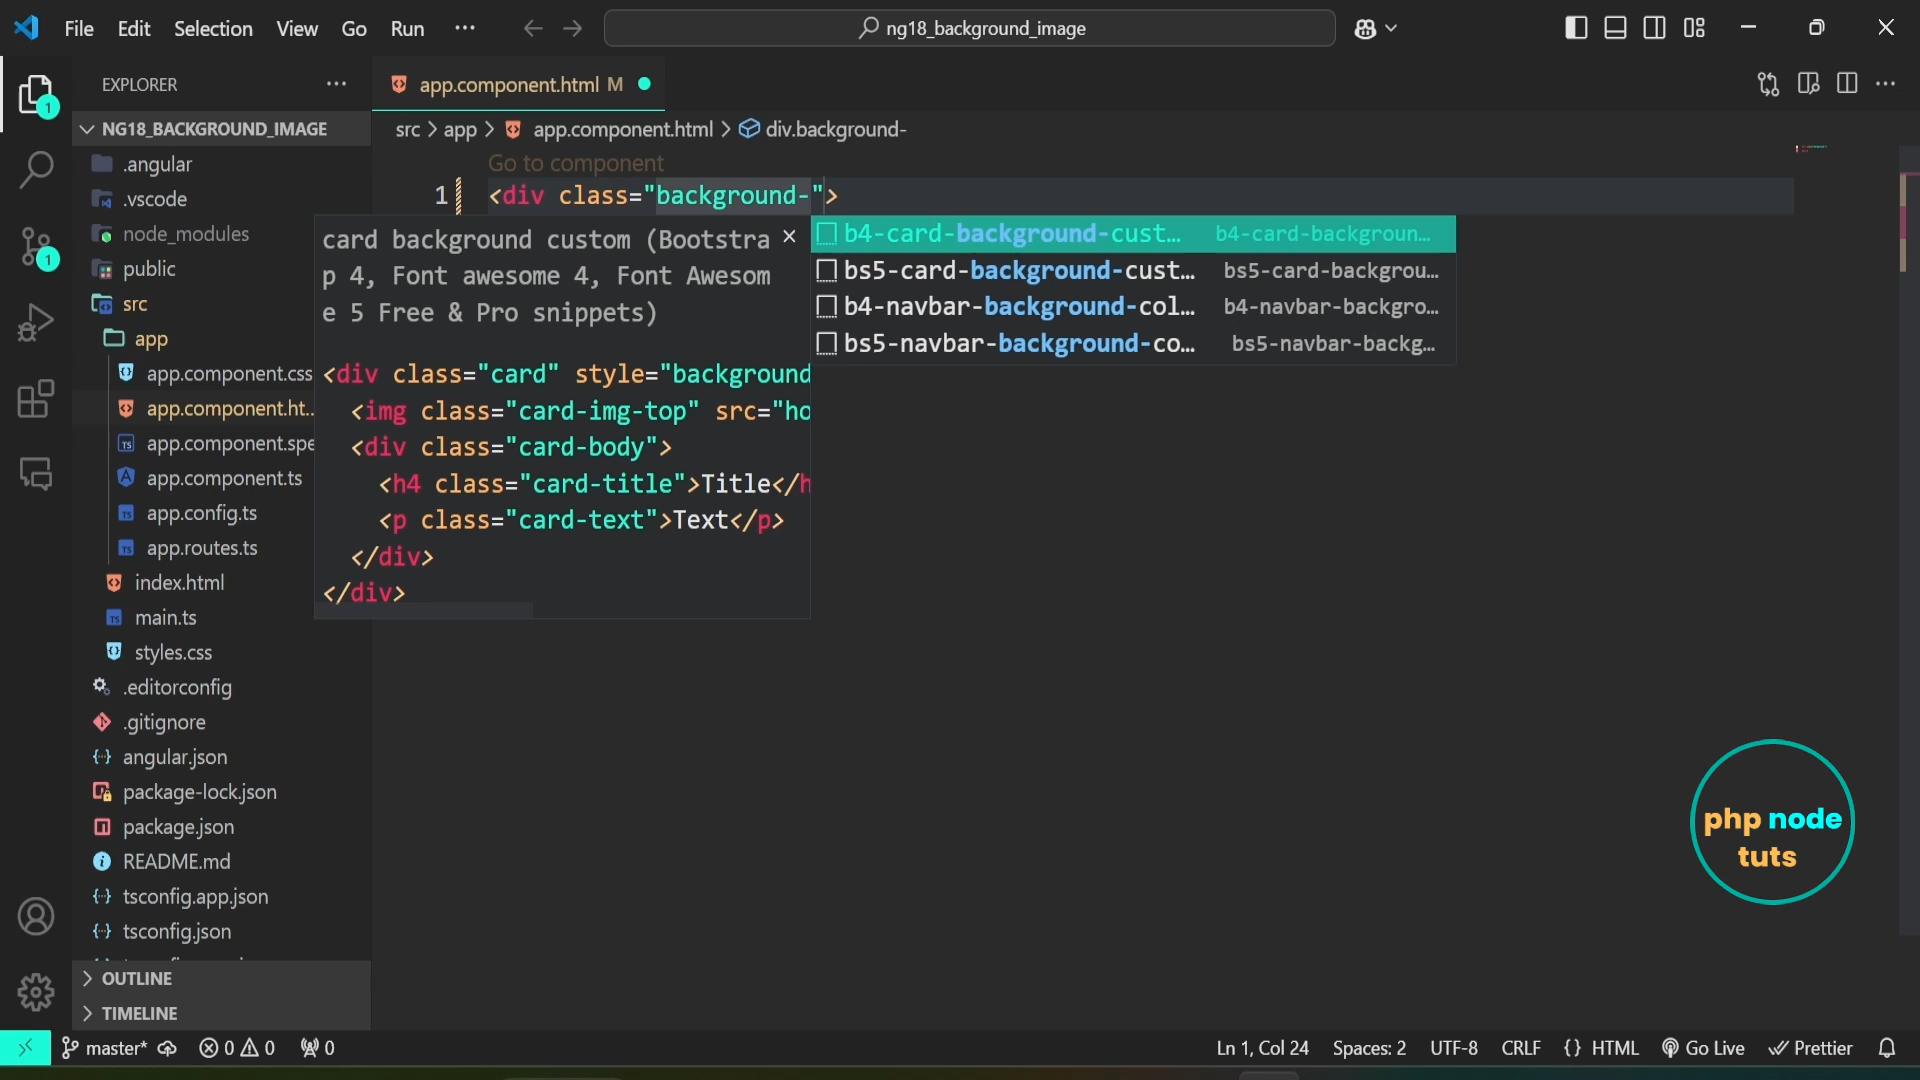 File Edit Selection View Go Run ··· ng18_background_image
EXPLORER ···
NG18_BACKGROUND_IMAGE
.angular
.vscode
node_modules
public
src
app
app.component.css
app.component.ht...
app.component.spe
app.component.ts
app.config.ts
app.routes.ts
index.html
main.ts
styles.css
.editorconfig
.gitignore
angular.json
package-lock.json
package.json
README.md
tsconfig.app.json
tsconfig.json
OUTLINE
TIMELINE
1
1
app.component.html M
src > app > app.component.html > div.background-
Go to component
1 <div class="background-">
card background custom (Bootstra
p 4, Font awesome 4, Font Awesom
e 5 Free & Pro snippets)
<div class="card" style="background
<img class="card-img-top" src="ho
<div class="card-body">
<h4 class="card-title">Title</h
<p class="card-text">Text</p>
</div>
</div>
b4-card-background-cust... b4-card-backgroun...
bs5-card-background-cust... bs5-card-backgrou...
b4-navbar-background-col... b4-navbar-backgro...
bs5-navbar-background-co... bs5-navbar-backg...
php node
tuts
master* 0 0 0 Ln 1, Col 24 Spaces: 2 UTF-8 CRLF {} HTML Go Live Prettier